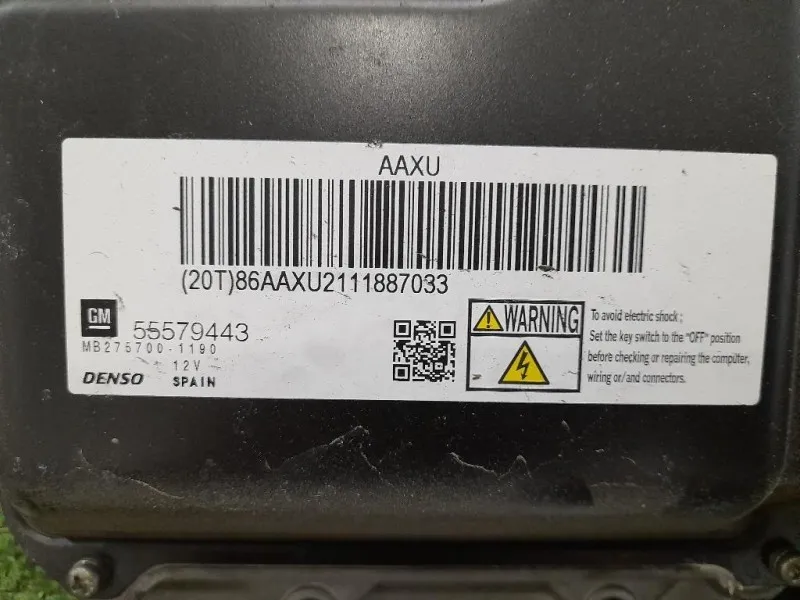 AAXU
(20T)86AAXU2111887033
GM
55579443
MB275700-1190
12V
DENSO
SPAIN
WARNING
To avoid electric shock ;
Set the key switch to the "OFF" position
before checking or repairing the computer,
wiring or/and connectors.